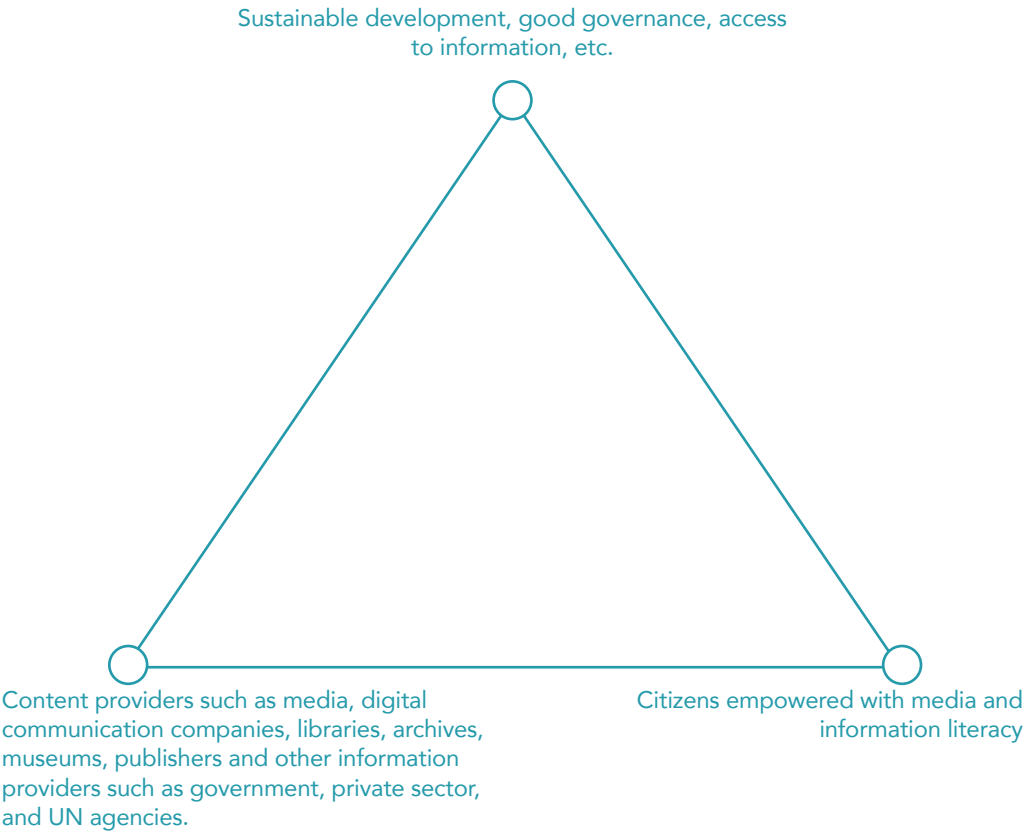 Sustainable development, good governance, access
to information, etc.
Content providers such as media, digital
communication companies, libraries, archives,
museums, publishers and other information
providers such as government, private sector,
and UN agencies.
Citizens empowered with media and
information literacy